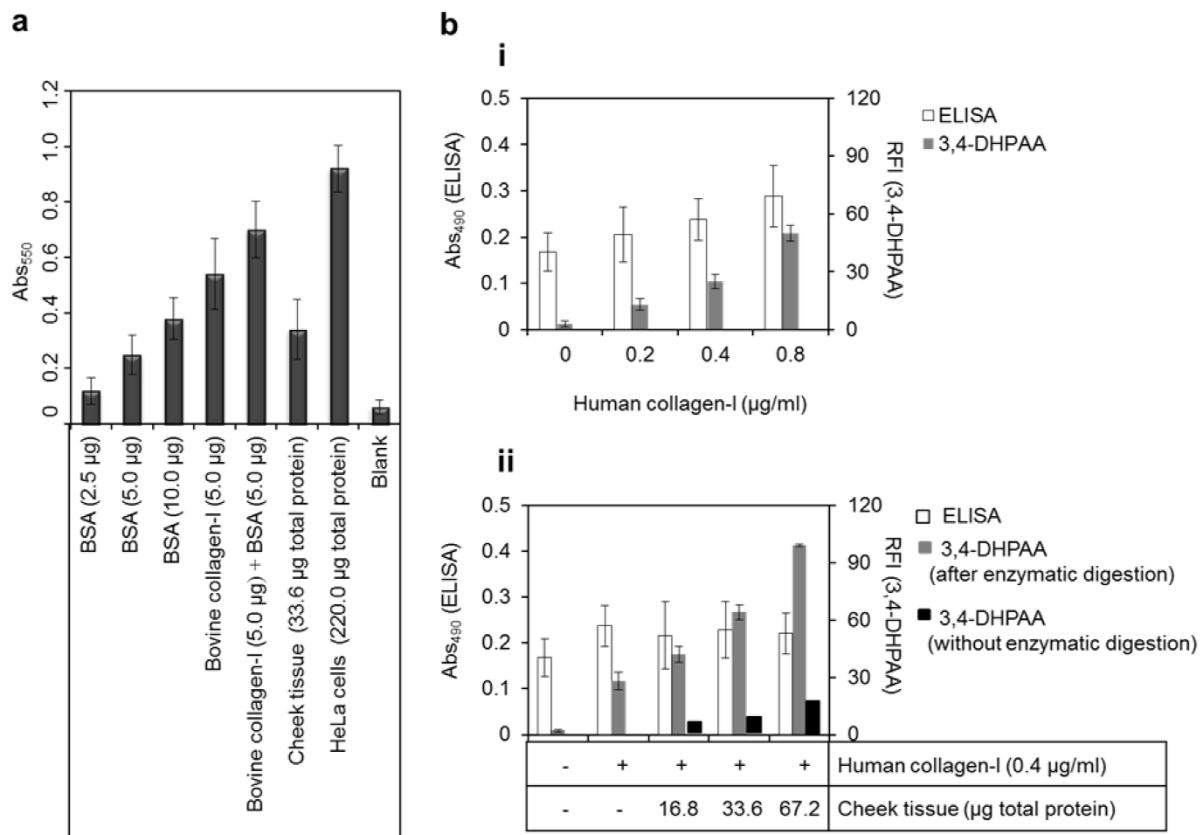 a
1.2
1.0
0.8
0.6
0.4
0.2
0
Abs550
BSA (2.5 µg)
BSA (5.0 µg)
BSA (10.0 µg)
Bovine collagen-I (5.0 µg)
Bovine collagen-I (5.0 µg) + BSA (5.0 µg)
Cheek tissue (33.6 µg total protein)
HeLa cells (220.0 µg total protein)
Blank
b
i
0.5
0.4
0.3
0.2
0.1
0
Abs490 (ELISA)
120
90
60
30
0
RFI (3,4-DHPAA)
ELISA
3,4-DHPAA
0 0.2 0.4 0.8
Human collagen-I (µg/ml)
ii
0.5
0.4
0.3
0.2
0.1
0
Abs490 (ELISA)
120
90
60
30
0
RFI (3,4-DHPAA)
ELISA
3,4-DHPAA
(after enzymatic digestion)
3,4-DHPAA
(without enzymatic digestion)
- + + + + Human collagen-I (0.4 µg/ml)
- - 16.8 33.6 67.2 Cheek tissue (µg total protein)